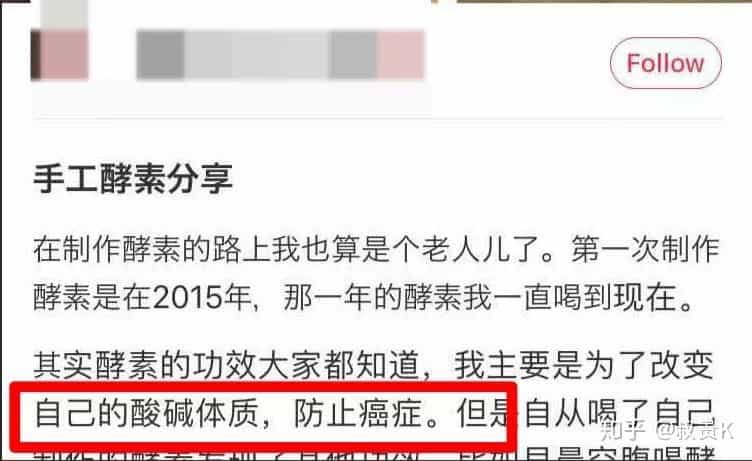 Follow
手工酵素分享
在制作酵素的路上我也算是个老人儿了。第一次制作
酵素是在2015年，那一年的酵素我一直喝到现在。
其实酵素的功效大家都知道，我主要是为了改变
自己的酸碱体质，防止癌症。但是自从喝了自己
知乎 @叔贵K